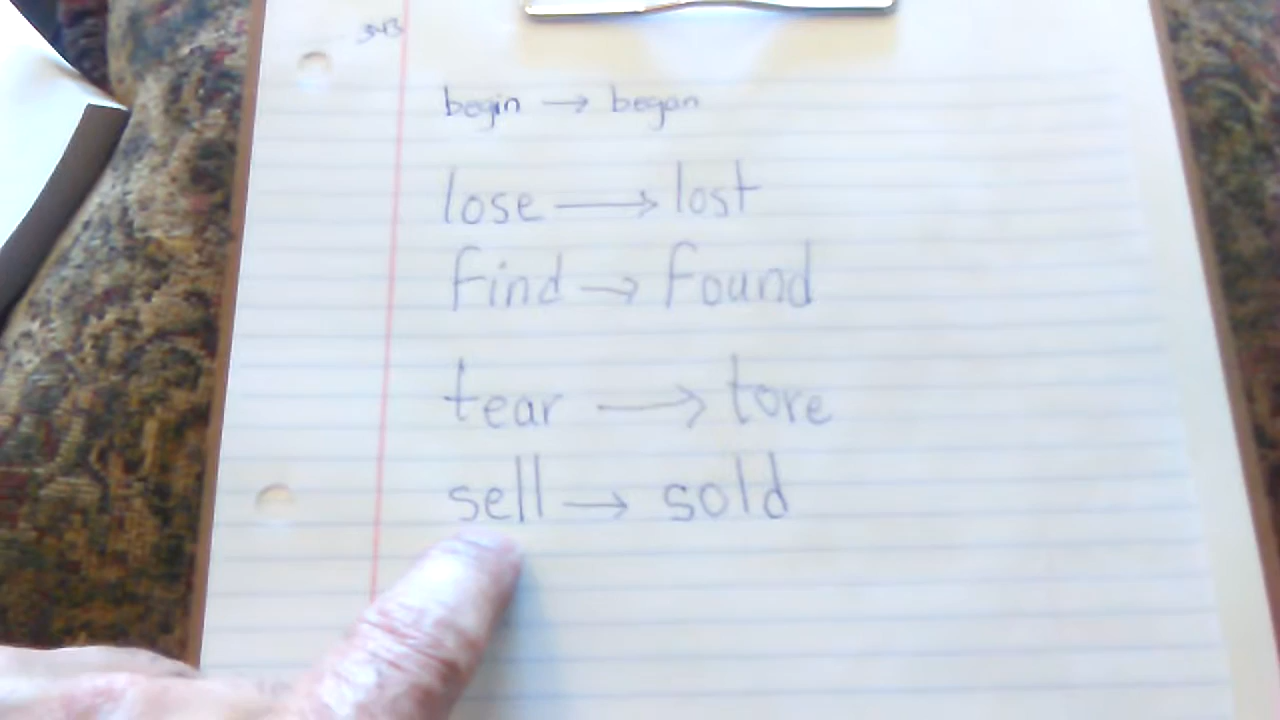 begin → began
lose → lost
find → found
tear → tore
sell → sold